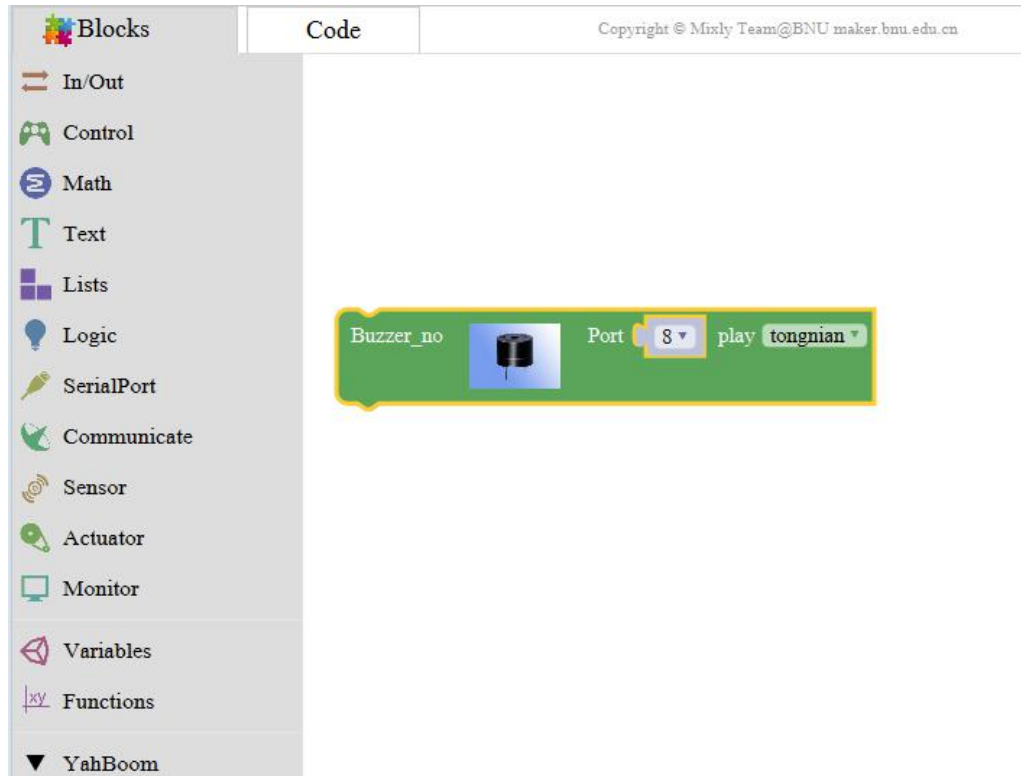 Blocks
Code
Copyright © Mixly Team@BNU maker.bnu.edu.cn
In/Out
Control
Math
Text
Lists
Logic
SerialPort
Communicate
Sensor
Actuator
Monitor
Variables
Functions
YahBoom
Buzzer_no Port 8 play tongnian